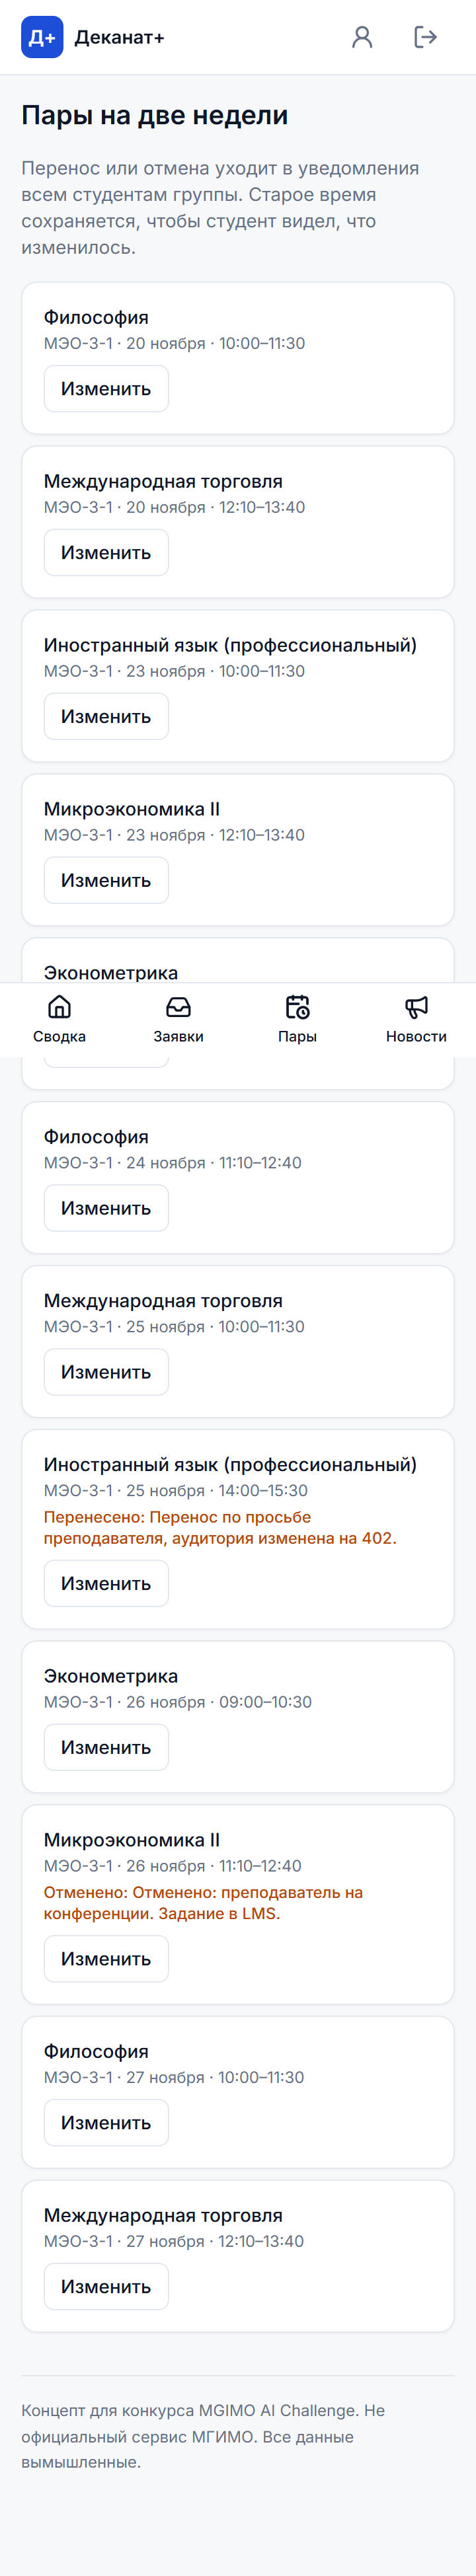 Д+ Деканат+
Пары на две недели
Перенос или отмена уходит в уведомления
всем студентам группы. Старое время
сохраняется, чтобы студент видел, что
изменилось.
Философия
МЭО-3-1 · 20 ноября · 10:00–11:30
Изменить
Международная торговля
МЭО-3-1 · 20 ноября · 12:10–13:40
Изменить
Иностранный язык (профессиональный)
МЭО-3-1 · 23 ноября · 10:00–11:30
Изменить
Микроэкономика II
МЭО-3-1 · 23 ноября · 12:10–13:40
Изменить
Эконометрика
Сводка Заявки Пары Новости
Философия
МЭО-3-1 · 24 ноября · 11:10–12:40
Изменить
Международная торговля
МЭО-3-1 · 25 ноября · 10:00–11:30
Изменить
Иностранный язык (профессиональный)
МЭО-3-1 · 25 ноября · 14:00–15:30
Перенесено: Перенос по просьбе
преподавателя, аудитория изменена на 402.
Изменить
Эконометрика
МЭО-3-1 · 26 ноября · 09:00–10:30
Изменить
Микроэкономика II
МЭО-3-1 · 26 ноября · 11:10–12:40
Отменено: Отменено: преподаватель на
конференции. Задание в LMS.
Изменить
Философия
МЭО-3-1 · 27 ноября · 10:00–11:30
Изменить
Международная торговля
МЭО-3-1 · 27 ноября · 12:10–13:40
Изменить
Концепт для конкурса MGIMO AI Challenge. Не
официальный сервис МГИМО. Все данные
вымышленные.